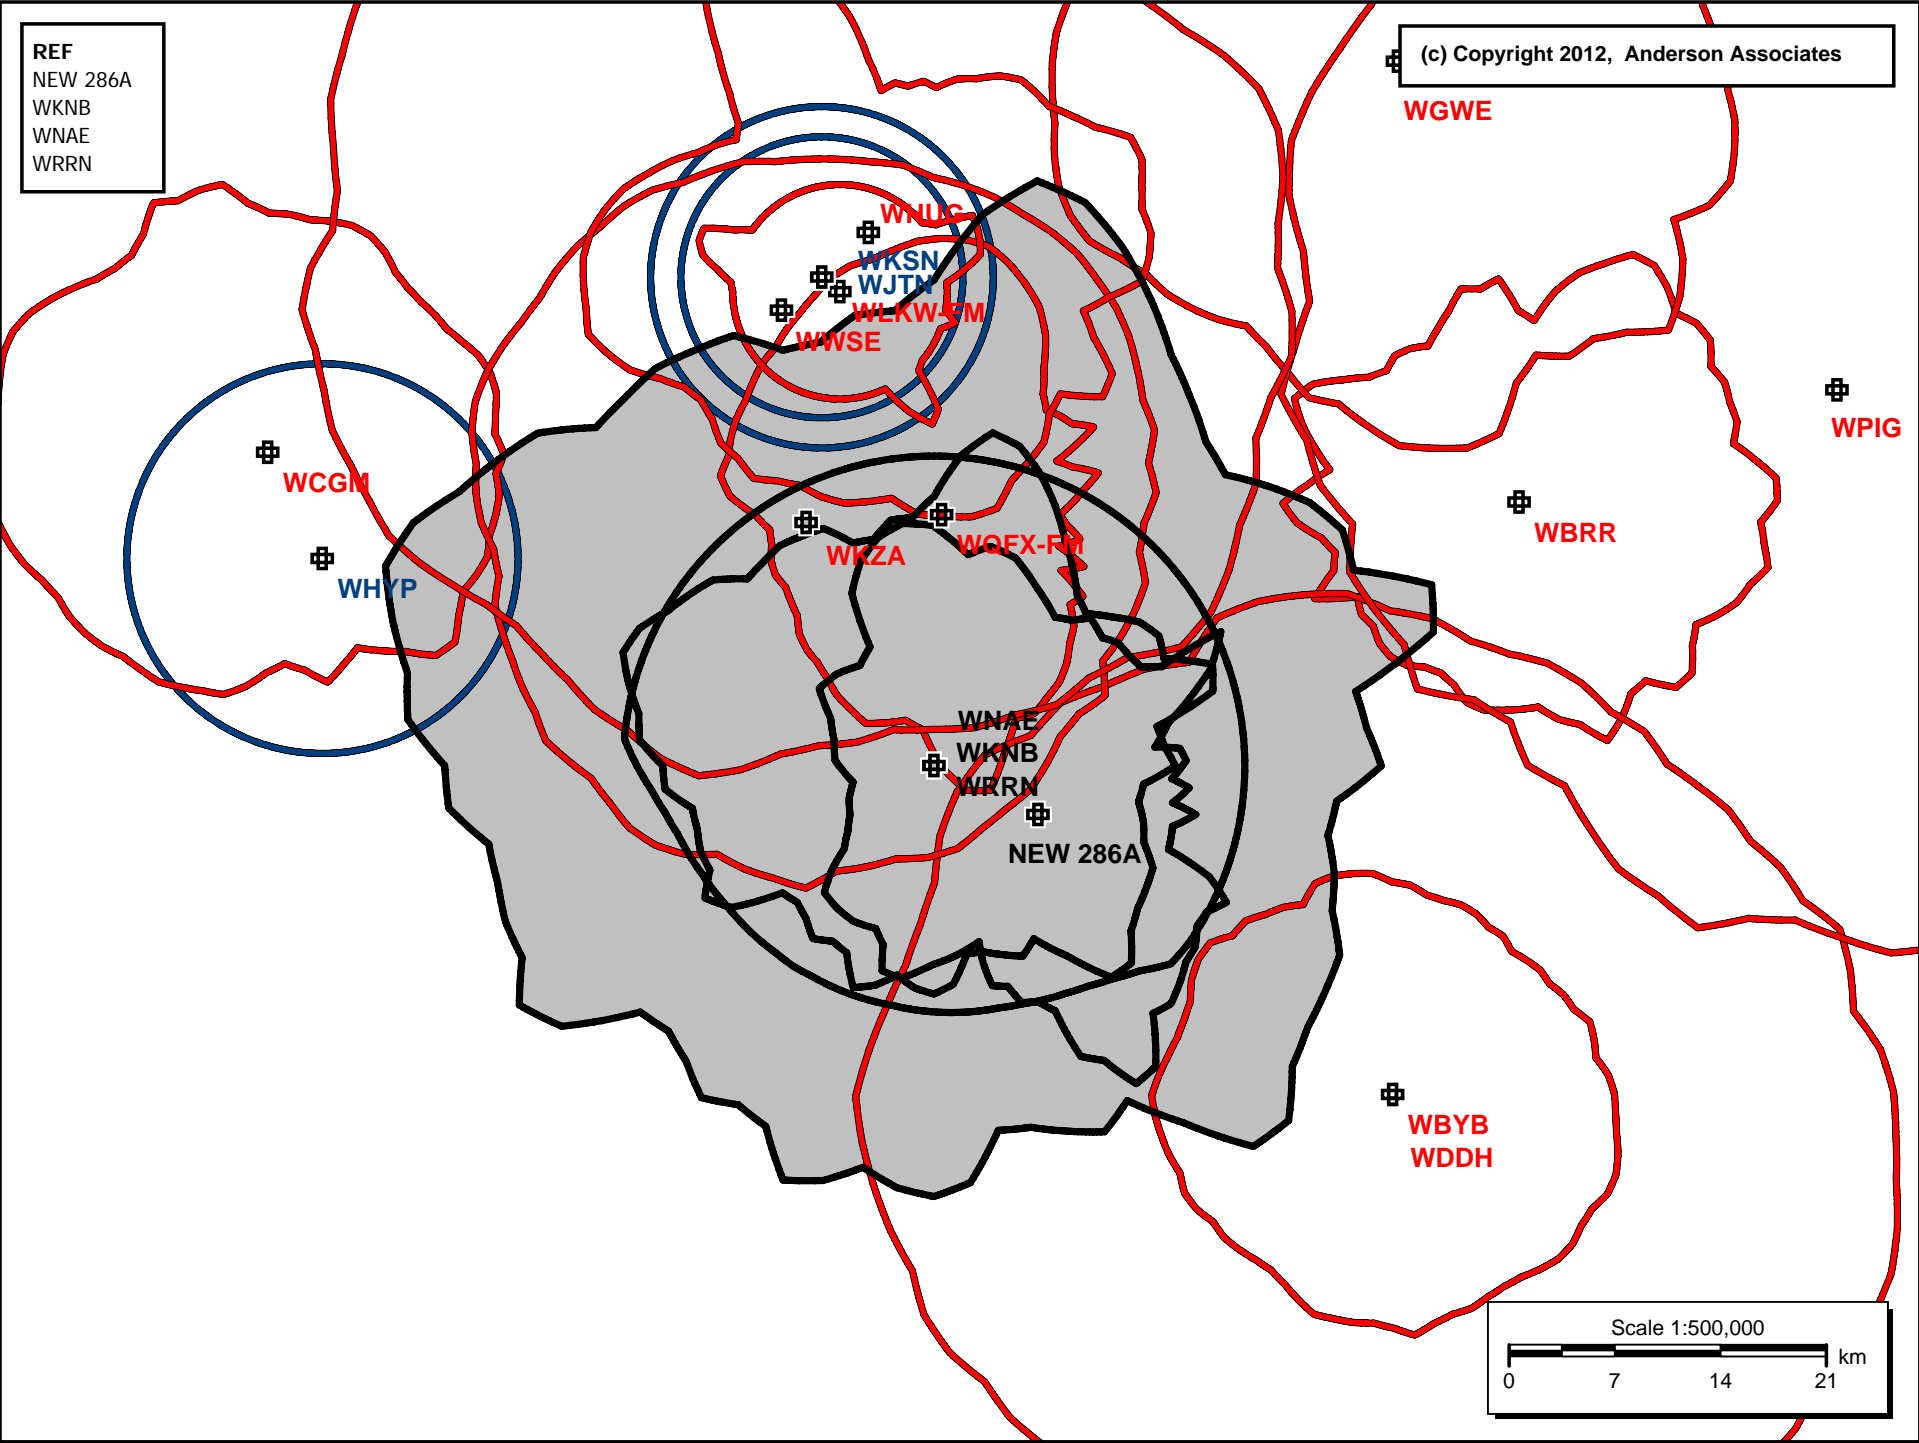 REF
NEW 286A
WKNB
WNAE
WRRN
(c) Copyright 2012, Anderson Associates
WGWE
WHUG
WKSN
WJTN
WLKW-FM
WWSE
WPIG
WCGM
WBRR
WQFX-FM
WKZA
WHYP
WNAE
WKNB
WRRN
NEW 286A
WBYB
WDDH
Scale 1:500,000
km
0 7 14 21